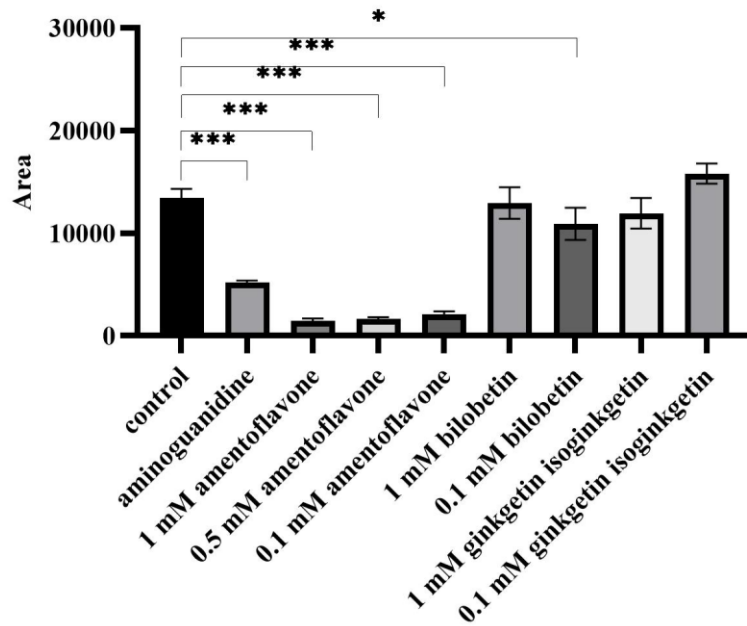 30000
20000
10000
0
Area
*
***
***
***
***
control
aminoguanidine
1 mM amentoflavone
0.5 mM amentoflavone
0.1 mM amentoflavone
1 mM bilobetin
0.1 mM bilobetin
1 mM ginkgetin isoginkgetin
0.1 mM ginkgetin isoginkgetin